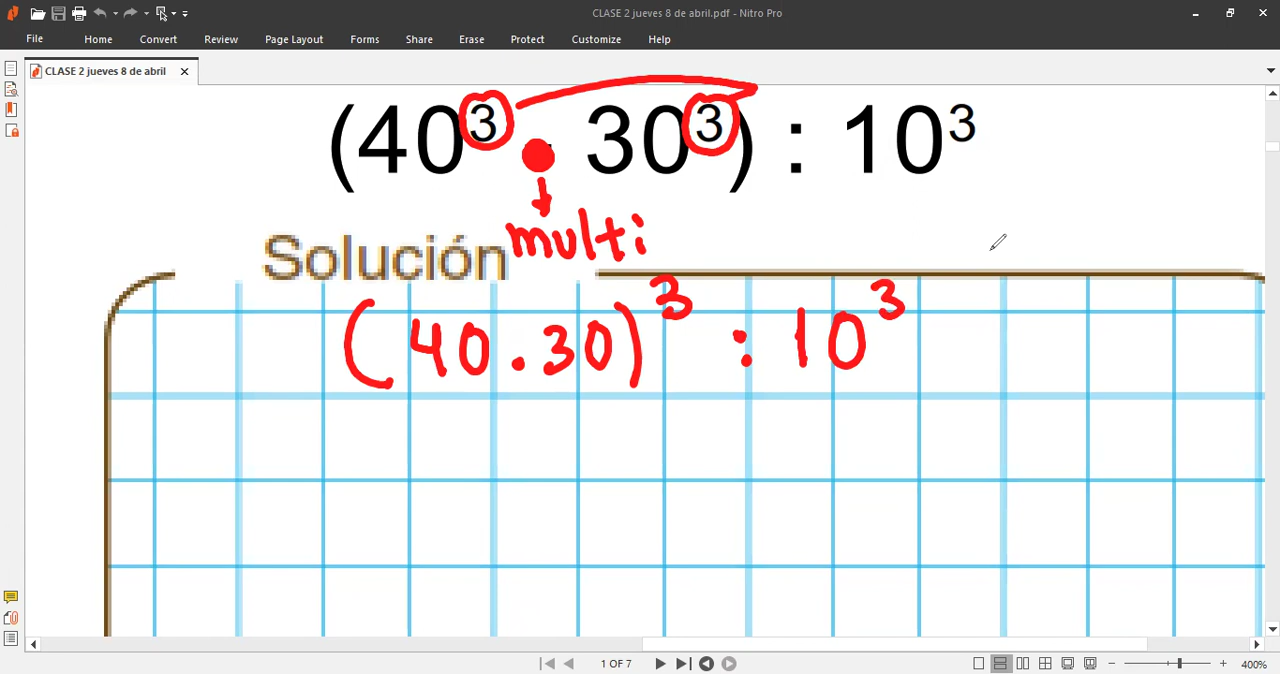 CLASE 2 jueves 8 de abril.pdf - Nitro Pro
File Home Convert Review Page Layout Forms Share Erase Protect Customize Help
CLASE 2 jueves 8 de abril
(40³ · 30³) : 10³
multi
Solución
(40.30)³ : 10³
1 OF 7
400%